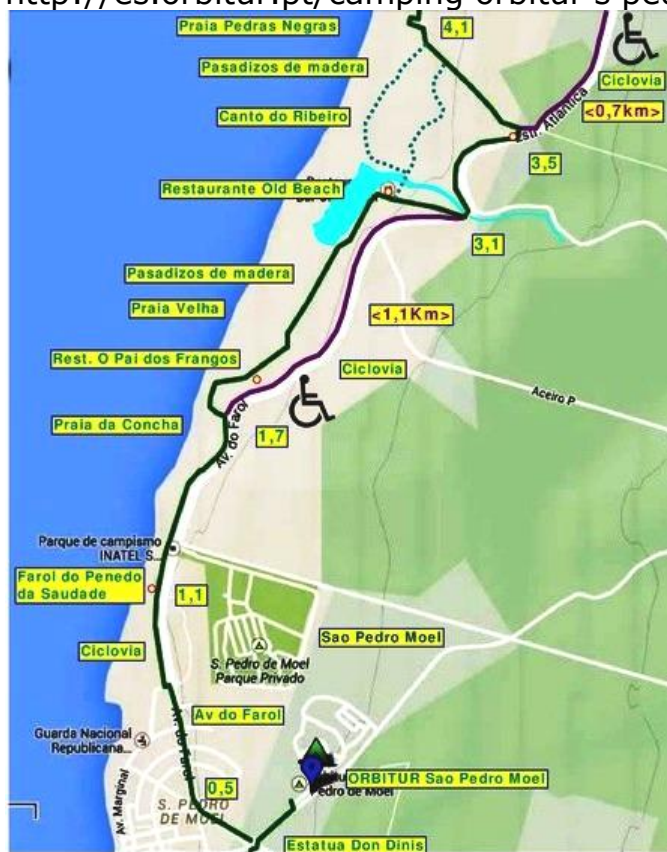 Praia Pedras Negras
4,1
Pasadizos de madera
Ciclovia
<0,7km>
Canto do Ribeiro
Estr. Atlantica
3,5
Restaurante Old Beach
3,1
Pasadizos de madera
Praia Velha
<1,1Km>
Rest. O Pai dos Frangos
Ciclovia
Aceiro P
Praia da Concha
Av. do Farol
1,7
Parque de campismo
INATEL S...
Farol do Penedo
da Saudade
1,1
Sao Pedro Moel
Ciclovia
S. Pedro de Moel
Parque Privado
Av do Farol
Av. do Farol
Guarda Nacional
Republicana...
ORBITUR Sao Pedro Moel
Pedro de Moel
0,5
Av. Marginal
S. PEDRO
DE MOEL
Estatua Don Dinis